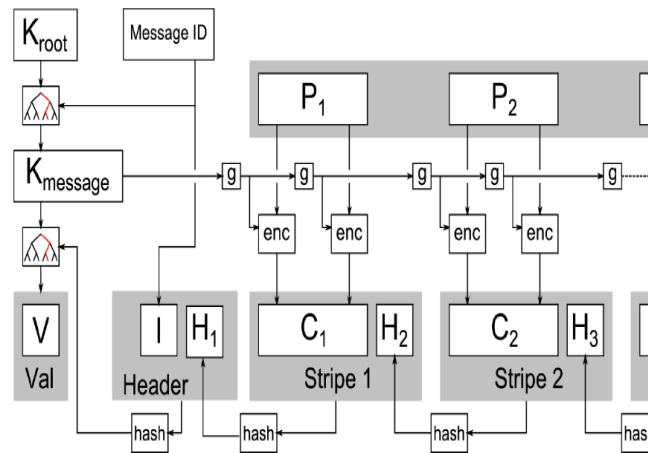 K_root
Message ID
P_1
P_2
K_message
g
g
g
g
g
enc
enc
enc
enc
V
Val
I
H_1
Header
C_1
H_2
Stripe 1
C_2
H_3
Stripe 2
hash
hash
hash
has